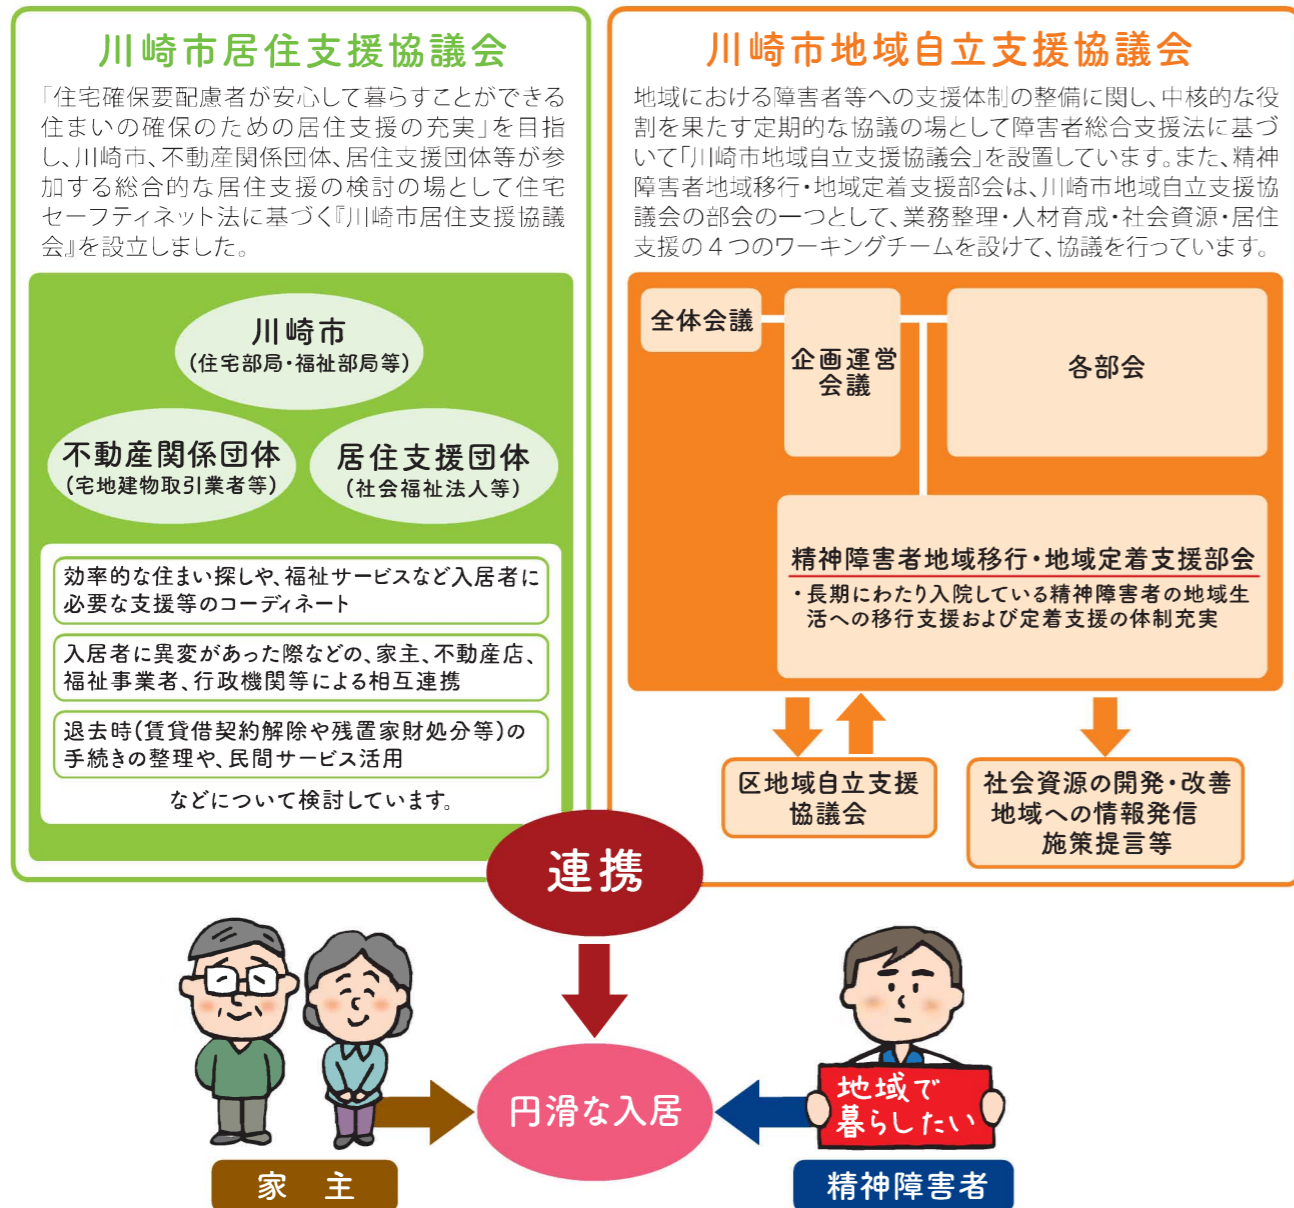 川崎市居住支援協議会
「住宅確保要配慮者が安心して暮らすことができる
住まいの確保のための居住支援の充実」を目指
し、川崎市、不動産関係団体、居住支援団体等が参
加する総合的な居住支援の検討の場として住宅
セーフティネット法に基づく『川崎市居住支援協議
会』を設立しました。
川崎市
(住宅部局・福祉部局等)
不動産関係団体
(宅地建物取引業者等)
居住支援団体
(社会福祉法人等)
効率的な住まい探しや、福祉サービスなど入居者に
必要な支援等のコーディネート
入居者に異変があった際などの、家主、不動産店、
福祉事業者、行政機関等による相互連携
退去時(賃貸借契約解除や残置家財処分等)の
手続きの整理や、民間サービス活用
などについて検討しています。
川崎市地域自立支援協議会
地域における障害者等への支援体制の整備に関し、中核的な役
割を果たす定期的な協議の場として障害者総合支援法に基づ
いて「川崎市地域自立支援協議会」を設置しています。また、精神
障害者地域移行・地域定着支援部会は、川崎市地域自立支援協
議会の部会の一つとして、業務整理・人材育成・社会資源・居住
支援の4つのワーキングチームを設けて、協議を行っています。
全体会議
企画運営
会議
各部会
精神障害者地域移行・地域定着支援部会
・長期にわたり入院している精神障害者の地域生
活への移行支援および定着支援の体制充実
区地域自立支援
協議会
社会資源の開発・改善
地域への情報発信
施策提言等
連携
円滑な入居
地域で
暮らしたい
家 主
精神障害者